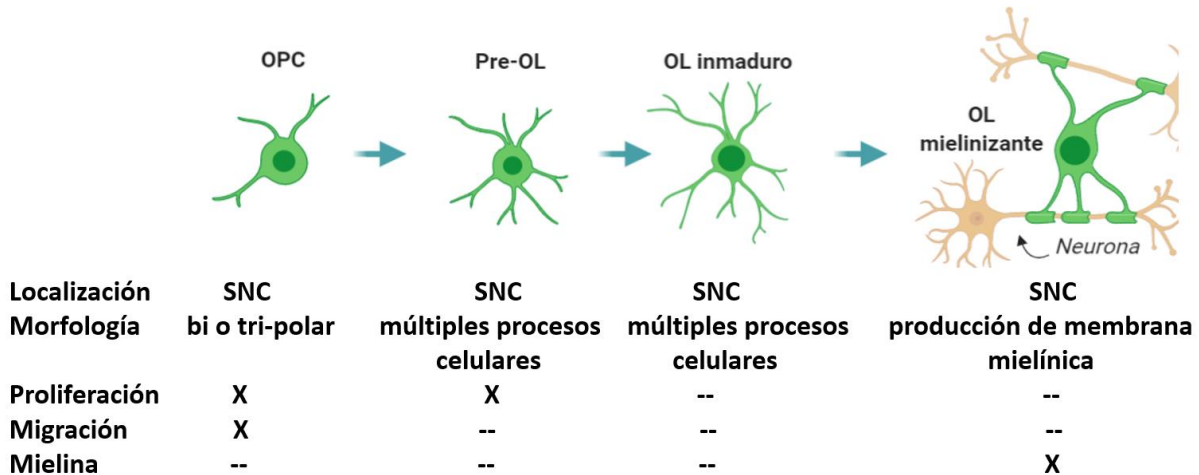 OPC
Pre-OL
OL inmaduro
OL
mielinizante
Neurona
Localización SNC SNC SNC SNC
Morfología bi o tri-polar múltiples procesos múltiples procesos producción de membrana
celulares celulares mielínica
Proliferación X X -- --
Migración X -- -- --
Mielina -- -- -- X